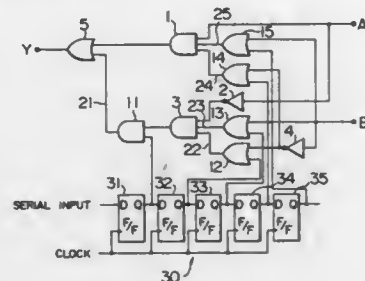 5
1
25
15
A
Y
14
24
2
21
11
3
23
13
B
4
22
12
31
32
33
34
35
SERIAL INPUT
D Q
D Q
D Q
D Q
D Q
F/F
F/F
F/F
F/F
F/F
CLOCK
30